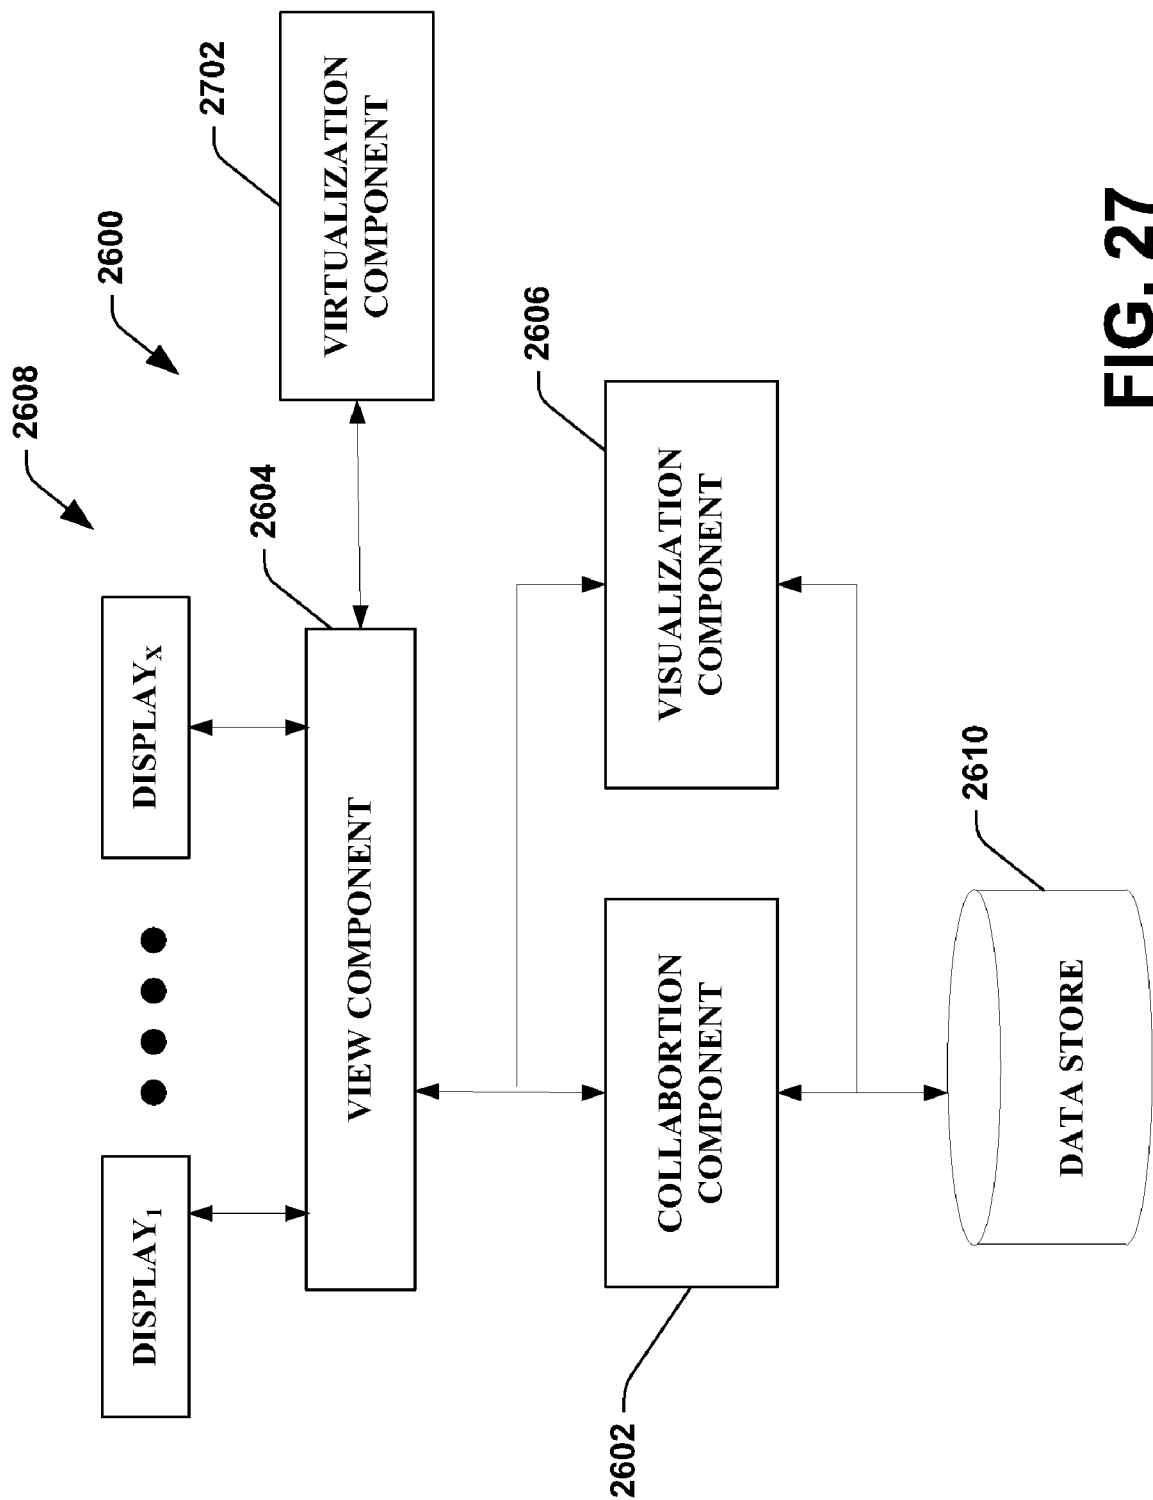 2608
2600
2702
DISPLAY1
DISPLAYX
2604
VIEW COMPONENT
VIRTUALIZATION
COMPONENT
2606
2602
COLLABORTION
COMPONENT
VISUALIZATION
COMPONENT
2610
DATA STORE
FIG. 27